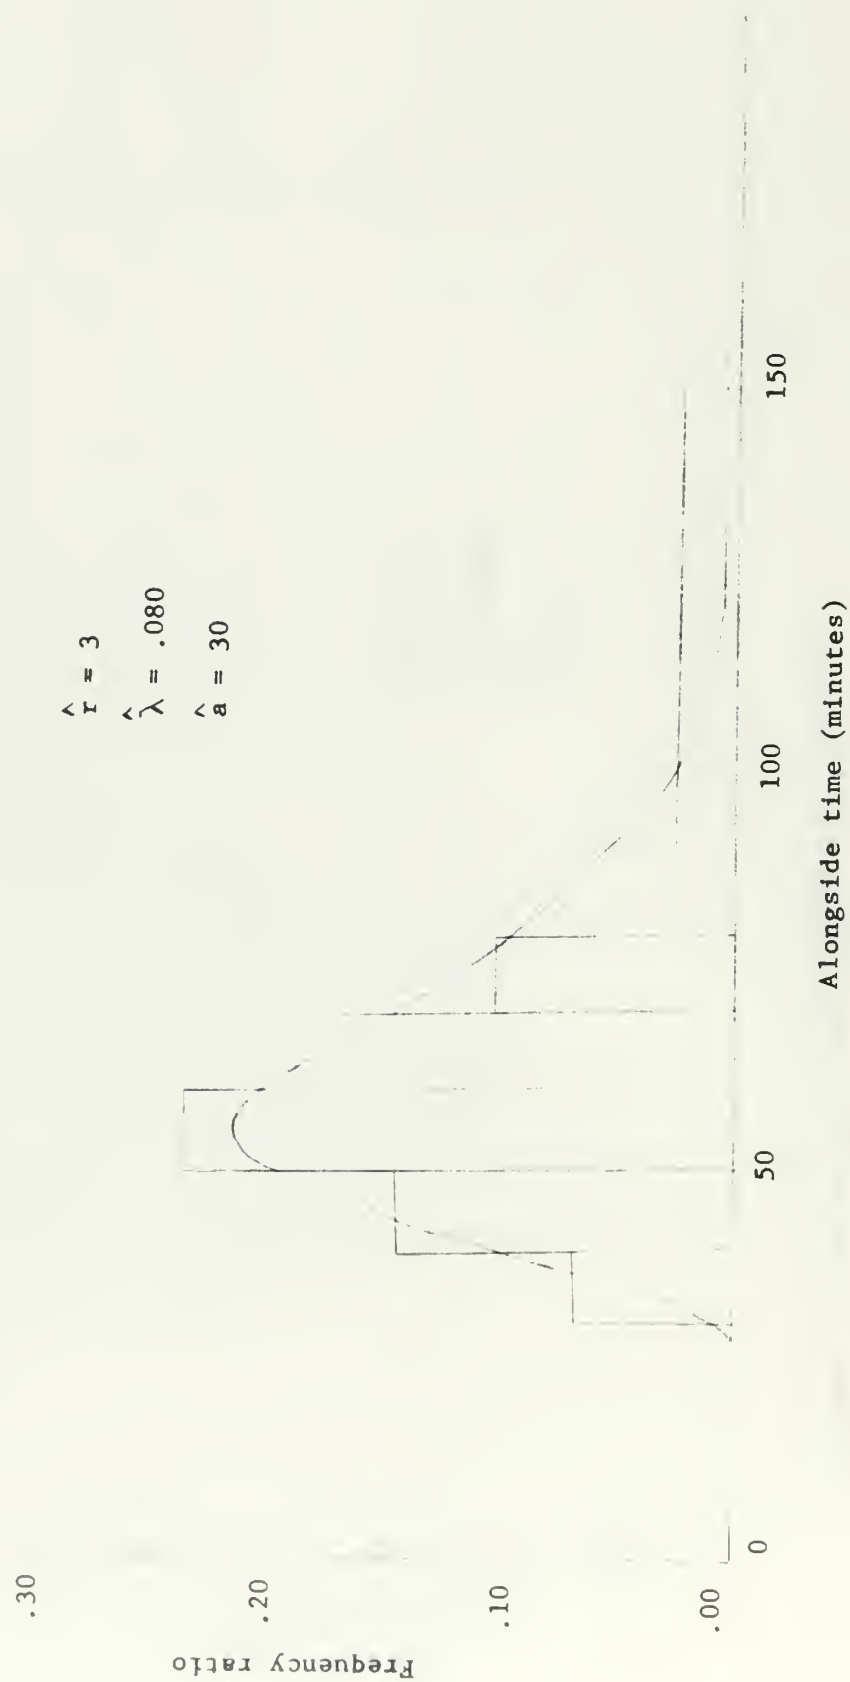 .30
.20
.10
.00
Frequency ratio
r̂ = 3
λ̂ = .080
â = 30
0
50
100
150
Alongside time (minutes)